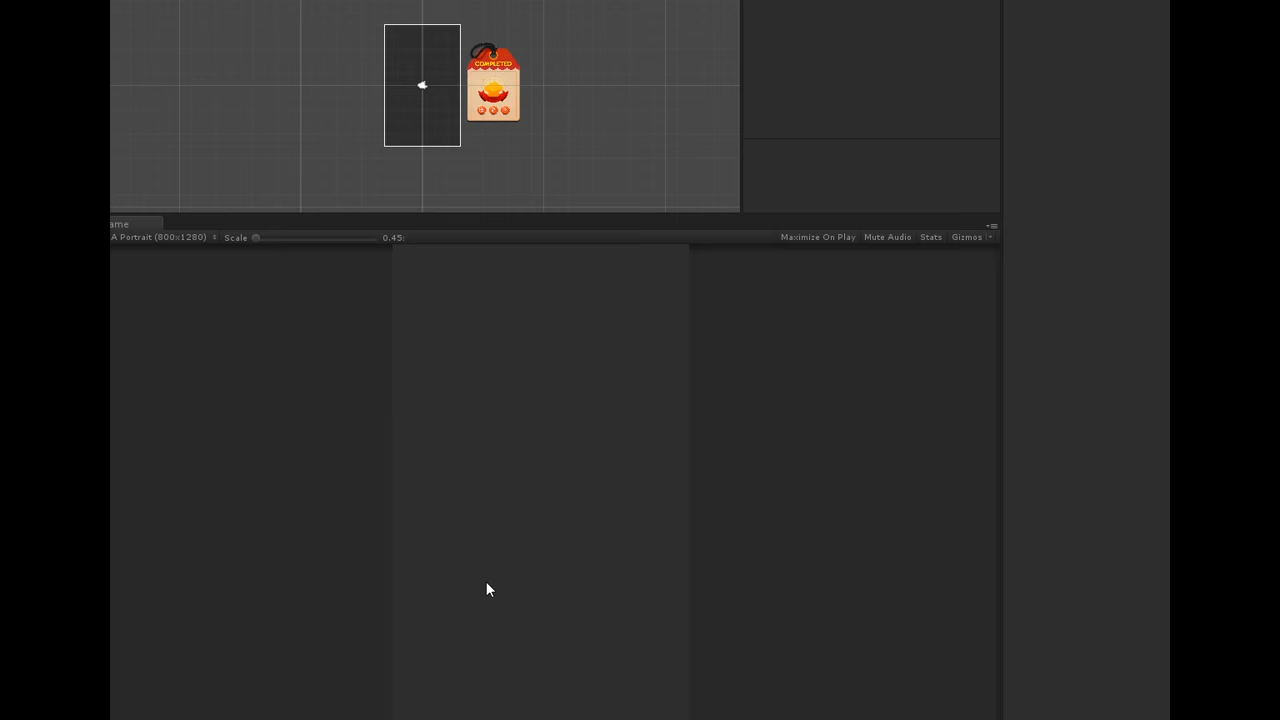 COMPLETED
ame
A Portrait (800x1280) Scale 0.45: Maximize On Play Mute Audio Stats Gizmos